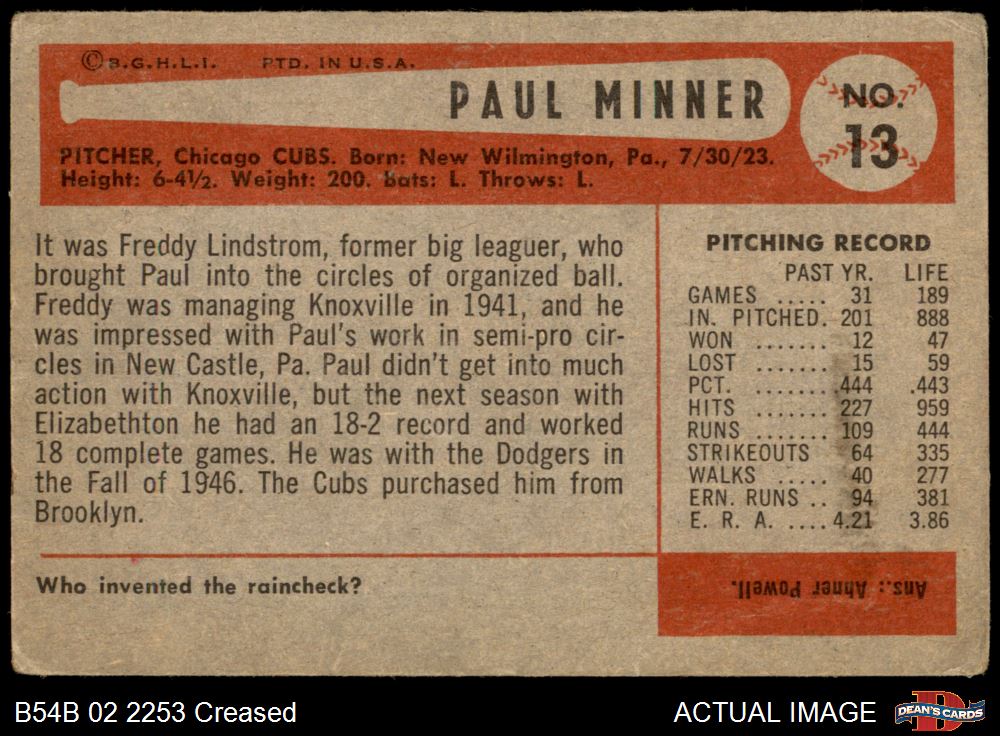 ©B.G.H.L.I. PTD. IN U.S.A.
PAUL MINNER
NO.
13
PITCHER, Chicago CUBS. Born: New Wilmington, Pa., 7/30/23.
Height: 6-4½. Weight: 200. Bats: L. Throws: L.
It was Freddy Lindstrom, former big leaguer, who
brought Paul into the circles of organized ball.
Freddy was managing Knoxville in 1941, and he
was impressed with Paul's work in semi-pro cir-
cles in New Castle, Pa. Paul didn't get into much
action with Knoxville, but the next season with
Elizabethton he had an 18-2 record and worked
18 complete games. He was with the Dodgers in
the Fall of 1946. The Cubs purchased him from
Brooklyn.
PITCHING RECORD
PAST YR. LIFE
GAMES ..... 31 189
IN. PITCHED. 201 888
WON ....... 12 47
LOST ....... 15 59
PCT. ....... .444 .443
HITS ....... 227 959
RUNS ....... 109 444
STRIKEOUTS 64 335
WALKS ..... 40 277
ERN. RUNS .. 94 381
E. R. A. .... 4.21 3.86
Who invented the raincheck?
Ans.: Abner Powell.
B54B 02 2253 Creased
ACTUAL IMAGE
DEAN'S CARDS